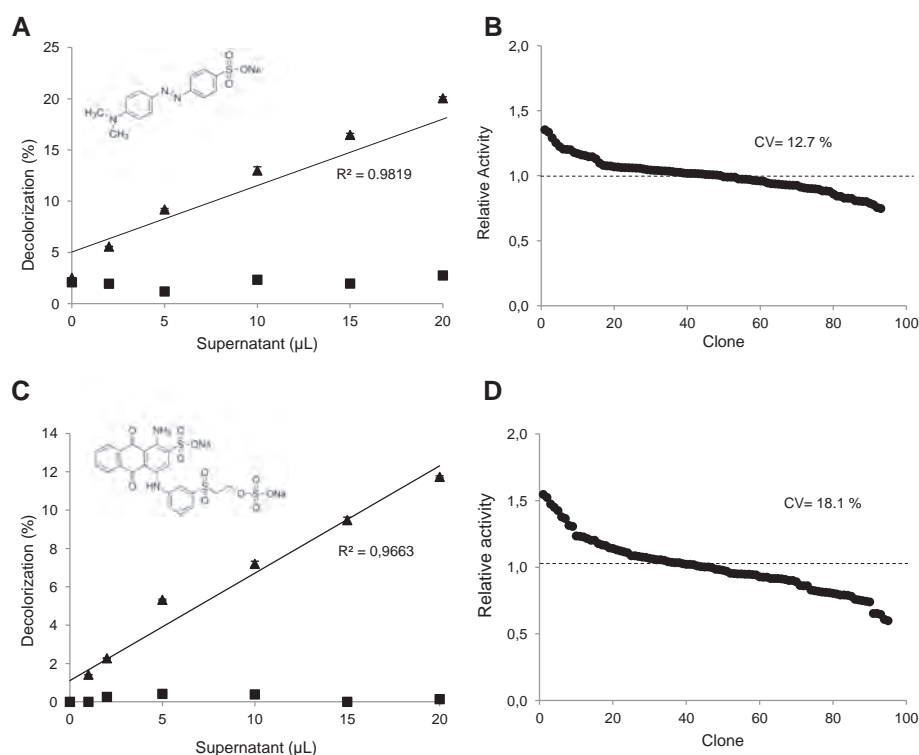 A
25
20
15
10
5
0
Decolorization (%)
H₃C
N
CH₃
N
N
O
S
ONa
O
R² = 0.9819
0 5 10 15 20
Supernatant (µL)
B
2,0
1,5
1,0
0,5
0,0
Relative Activity
CV= 12.7 %
0 20 40 60 80 100
Clone
C
14
12
10
8
6
4
2
0
Decolorization (%)
O NH₂ O
S
ONa
O
O
HN
O
S
O
O
O
S
ONa
O
R² = 0,9663
0 5 10 15 20
Supernatant (µL)
D
2,0
1,5
1,0
0,5
0,0
Relative activity
CV= 18.1 %
0 20 40 60 80 100
Clone